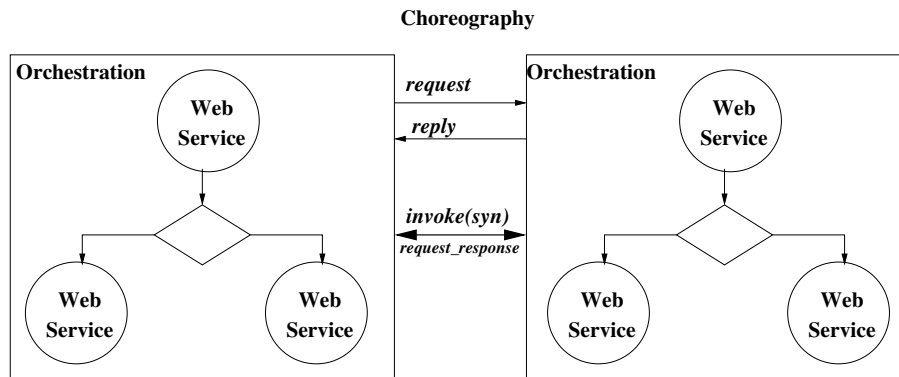 Choreography
Orchestration
Web
Service
Web
Service
Web
Service
request
reply
invoke(syn)
request_response
Orchestration
Web
Service
Web
Service
Web
Service